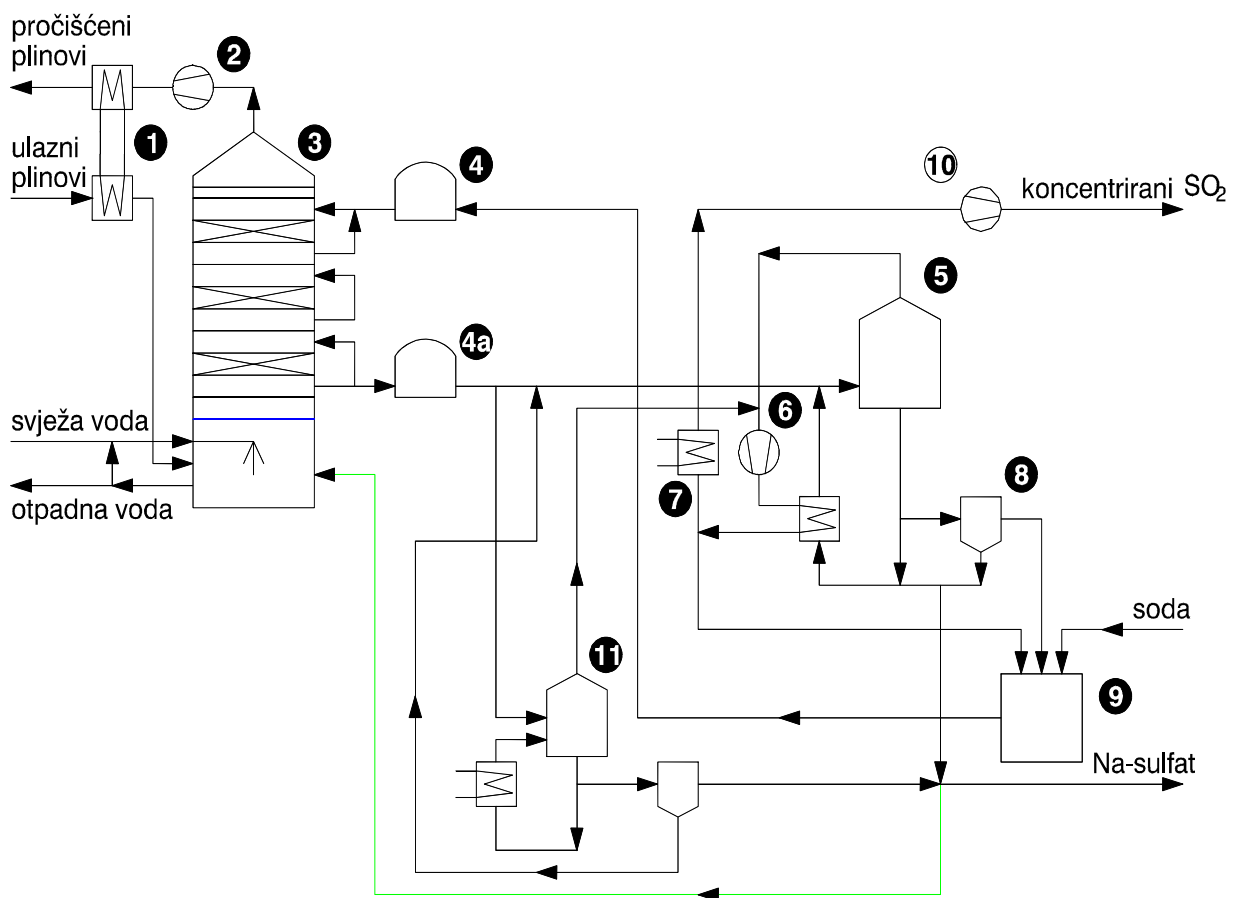 pročišćeni
plinovi
2
1
3
ulazni
plinovi
4
10
koncentrirani SO2
5
4a
6
svježa voda
7
8
otpadna voda
soda
11
9
Na-sulfat